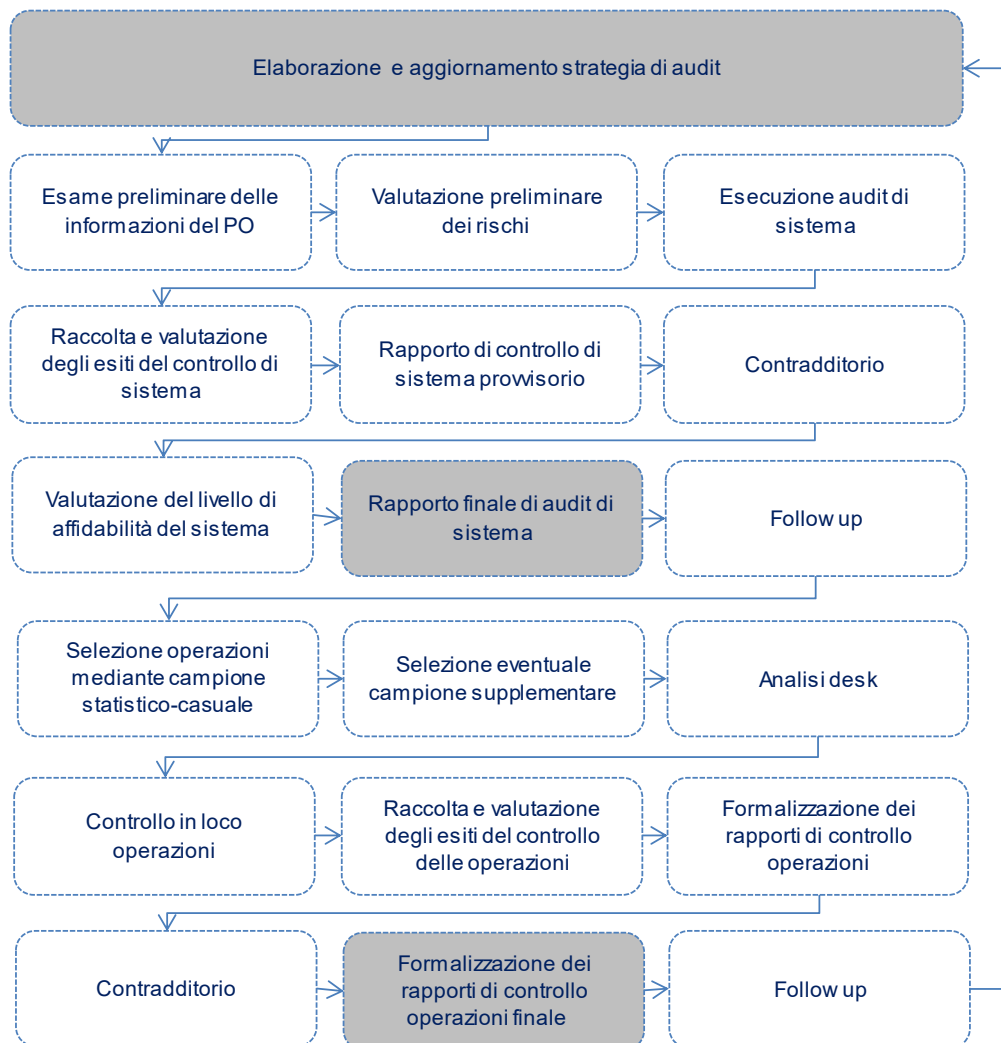 Elaborazione e aggiornamento strategia di audit
Esame preliminare delle
informazioni del PO
Valutazione preliminare
dei rischi
Esecuzione audit di
sistema
Raccolta e valutazione
degli esiti del controllo di
sistema
Rapporto di controllo di
sistema provvisorio
Contradditorio
Valutazione del livello di
affidabilità del sistema
Rapporto finale di audit di
sistema
Follow up
Selezione operazioni
mediante campione
statistico-casuale
Selezione eventuale
campione supplementare
Analisi desk
Controllo in loco
operazioni
Raccolta e valutazione
degli esiti del controllo
delle operazioni
Formalizzazione dei
rapporti di controllo
operazioni
Contradditorio
Formalizzazione dei
rapporti di controllo
operazioni finale
Follow up